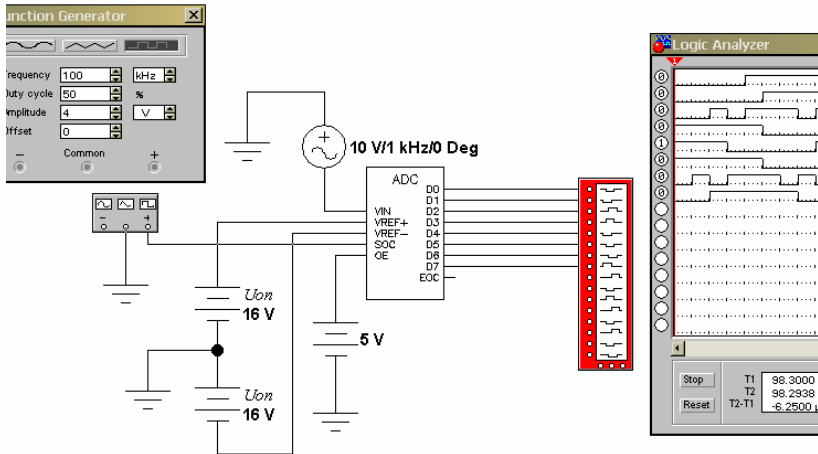 unction Generator
requency 100 kHz
Duty cycle 50 %
mplitude 4 V
Offset 0
− Common +
Logic Analyzer
1
0
0
0
0
1
0
0
0
10 V/1 kHz/0 Deg
ADC
VIN
VREF+
VREF−
SOC
OE
D0
D1
D2
D3
D4
D5
D6
D7
EOC
− +
Uon
16 V
5 V
Uon
16 V
Stop T1 98.3000
T2 98.2938
Reset T2-T1 -6.2500